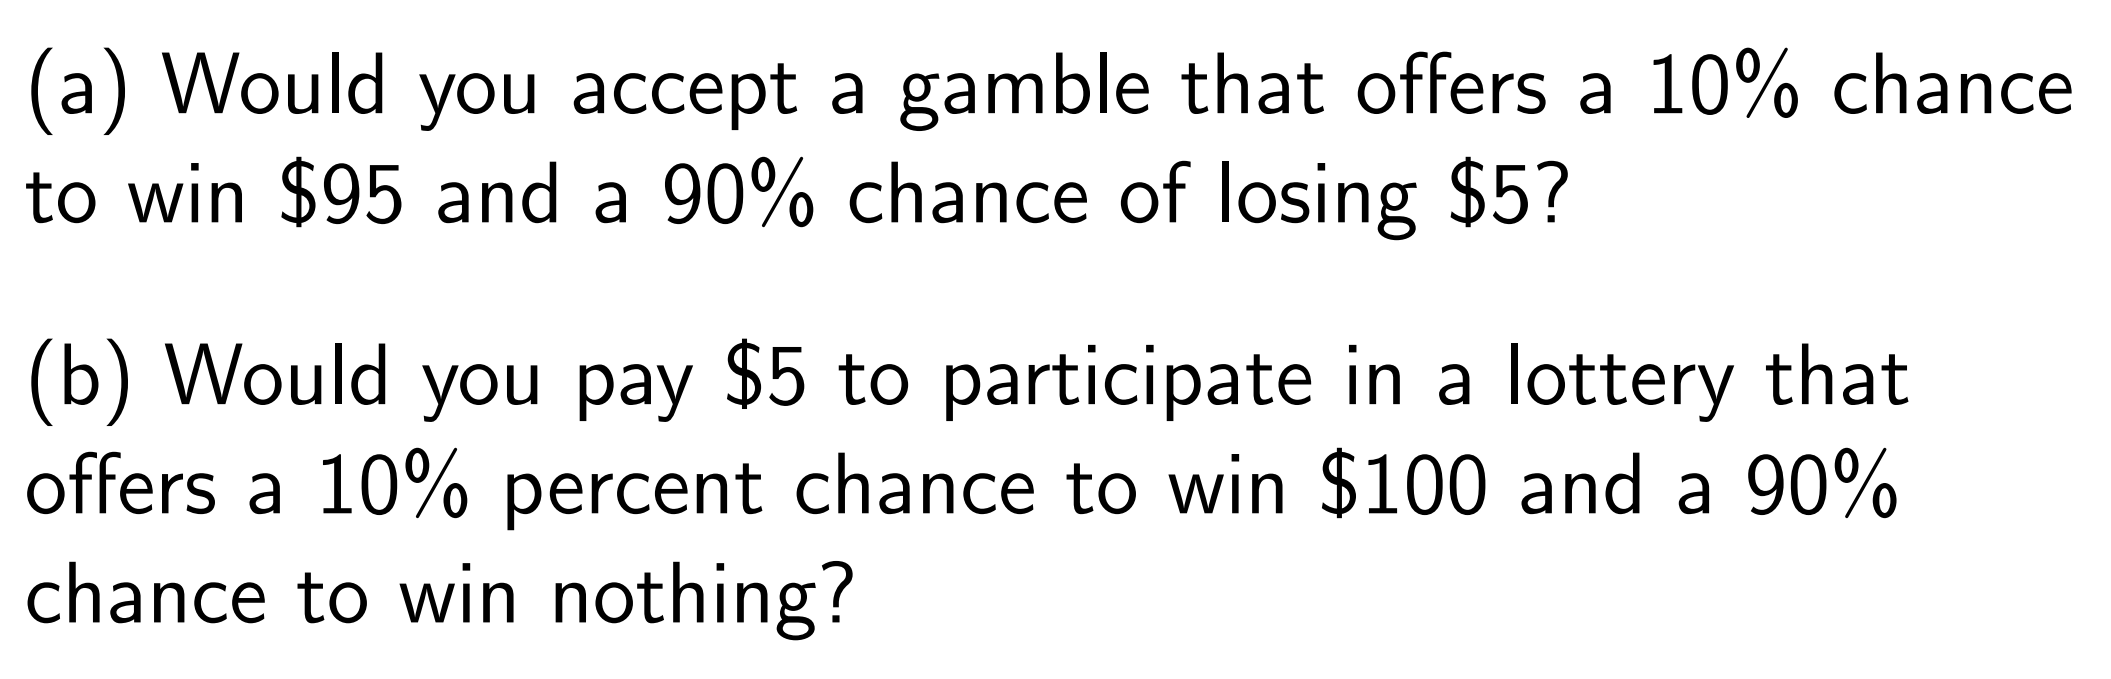 (a) Would you accept a gamble that offers a 10% chance
to win $95 and a 90% chance of losing $5?
(b) Would you pay $5 to participate in a lottery that
offers a 10% percent chance to win $100 and a 90%
chance to win nothing?